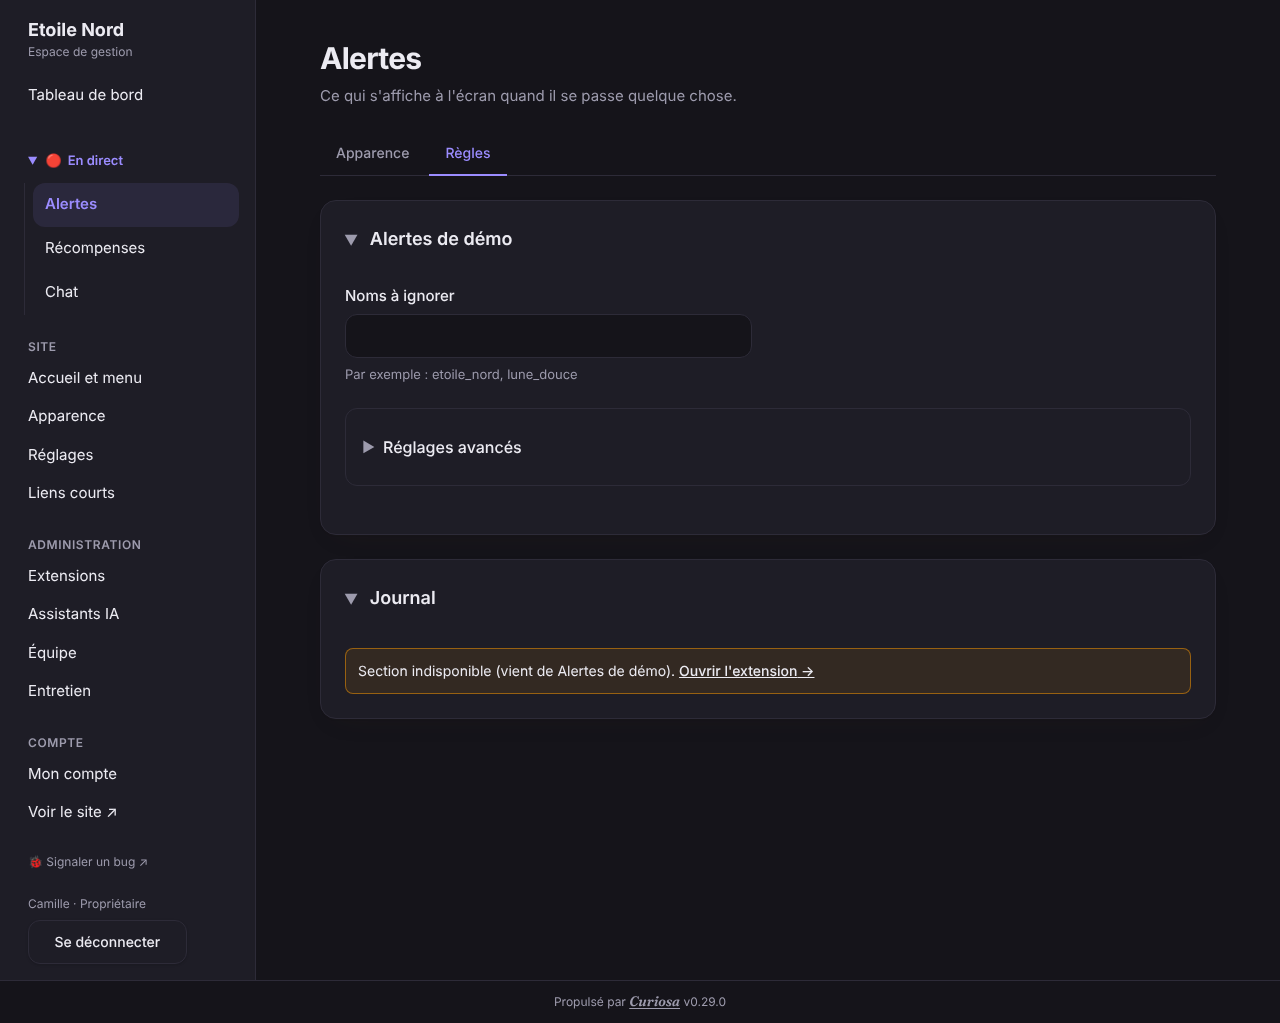 Etoile Nord
Espace de gestion
Tableau de bord
En direct
Alertes
Récompenses
Chat
SITE
Accueil et menu
Apparence
Réglages
Liens courts
ADMINISTRATION
Extensions
Assistants IA
Équipe
Entretien
COMPTE
Mon compte
Voir le site ↗
Signaler un bug ↗
Camille · Propriétaire
Se déconnecter
Alertes
Ce qui s'affiche à l'écran quand il se passe quelque chose.
Apparence Règles
Alertes de démo
Noms à ignorer
Par exemple : etoile_nord, lune_douce
Réglages avancés
Journal
Section indisponible (vient de Alertes de démo). Ouvrir l'extension →
Propulsé par Curiosa v0.29.0